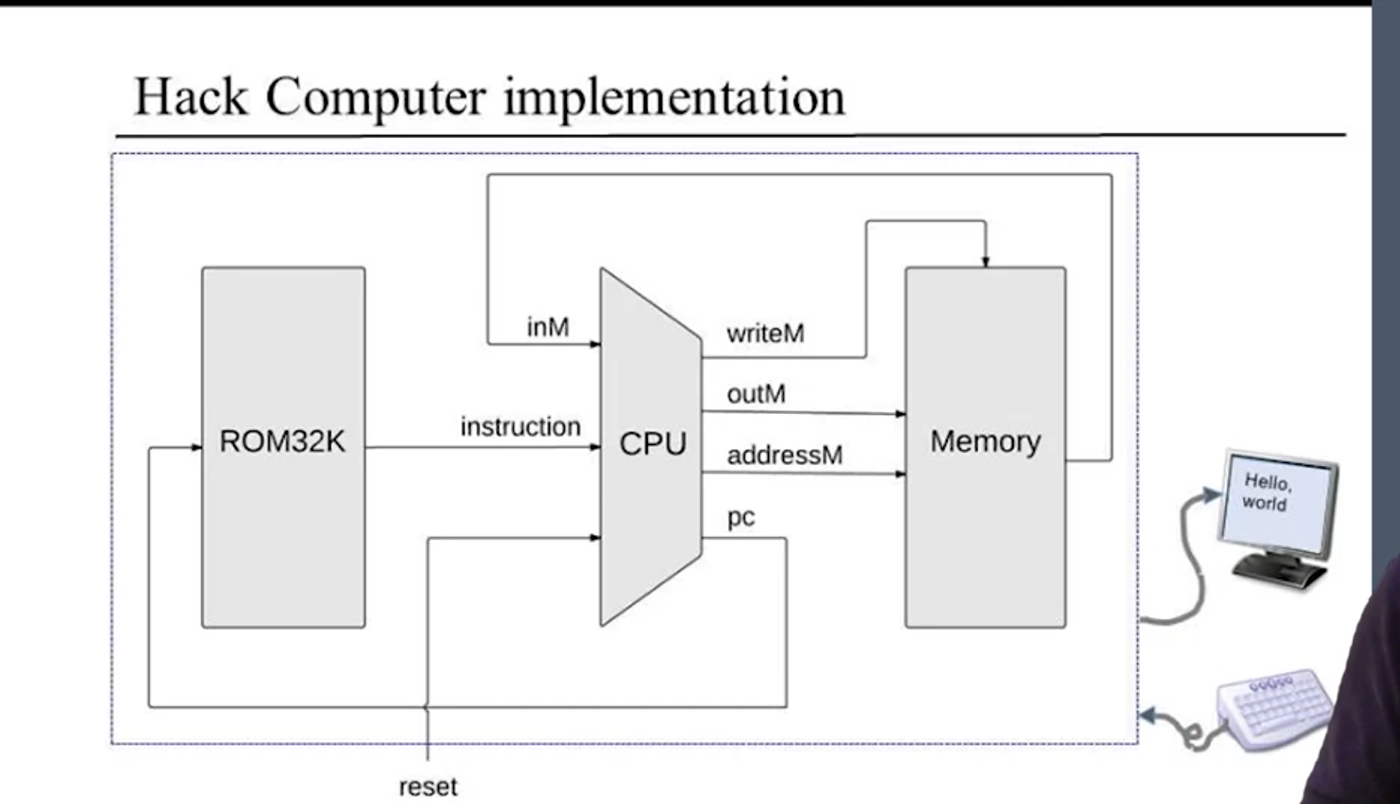 Hack Computer implementation
inM
writeM
outM
instruction
ROM32K
CPU
addressM
Memory
pc
Hello,
world
reset